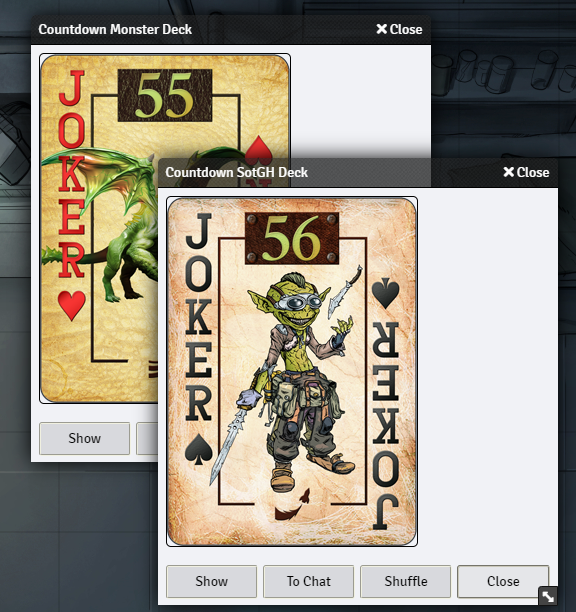 Countdown Monster Deck
Close
JOKER
55
Show
Countdown SotGH Deck
Close
JOKER
56
JOKER
Show
To Chat
Shuffle
Close